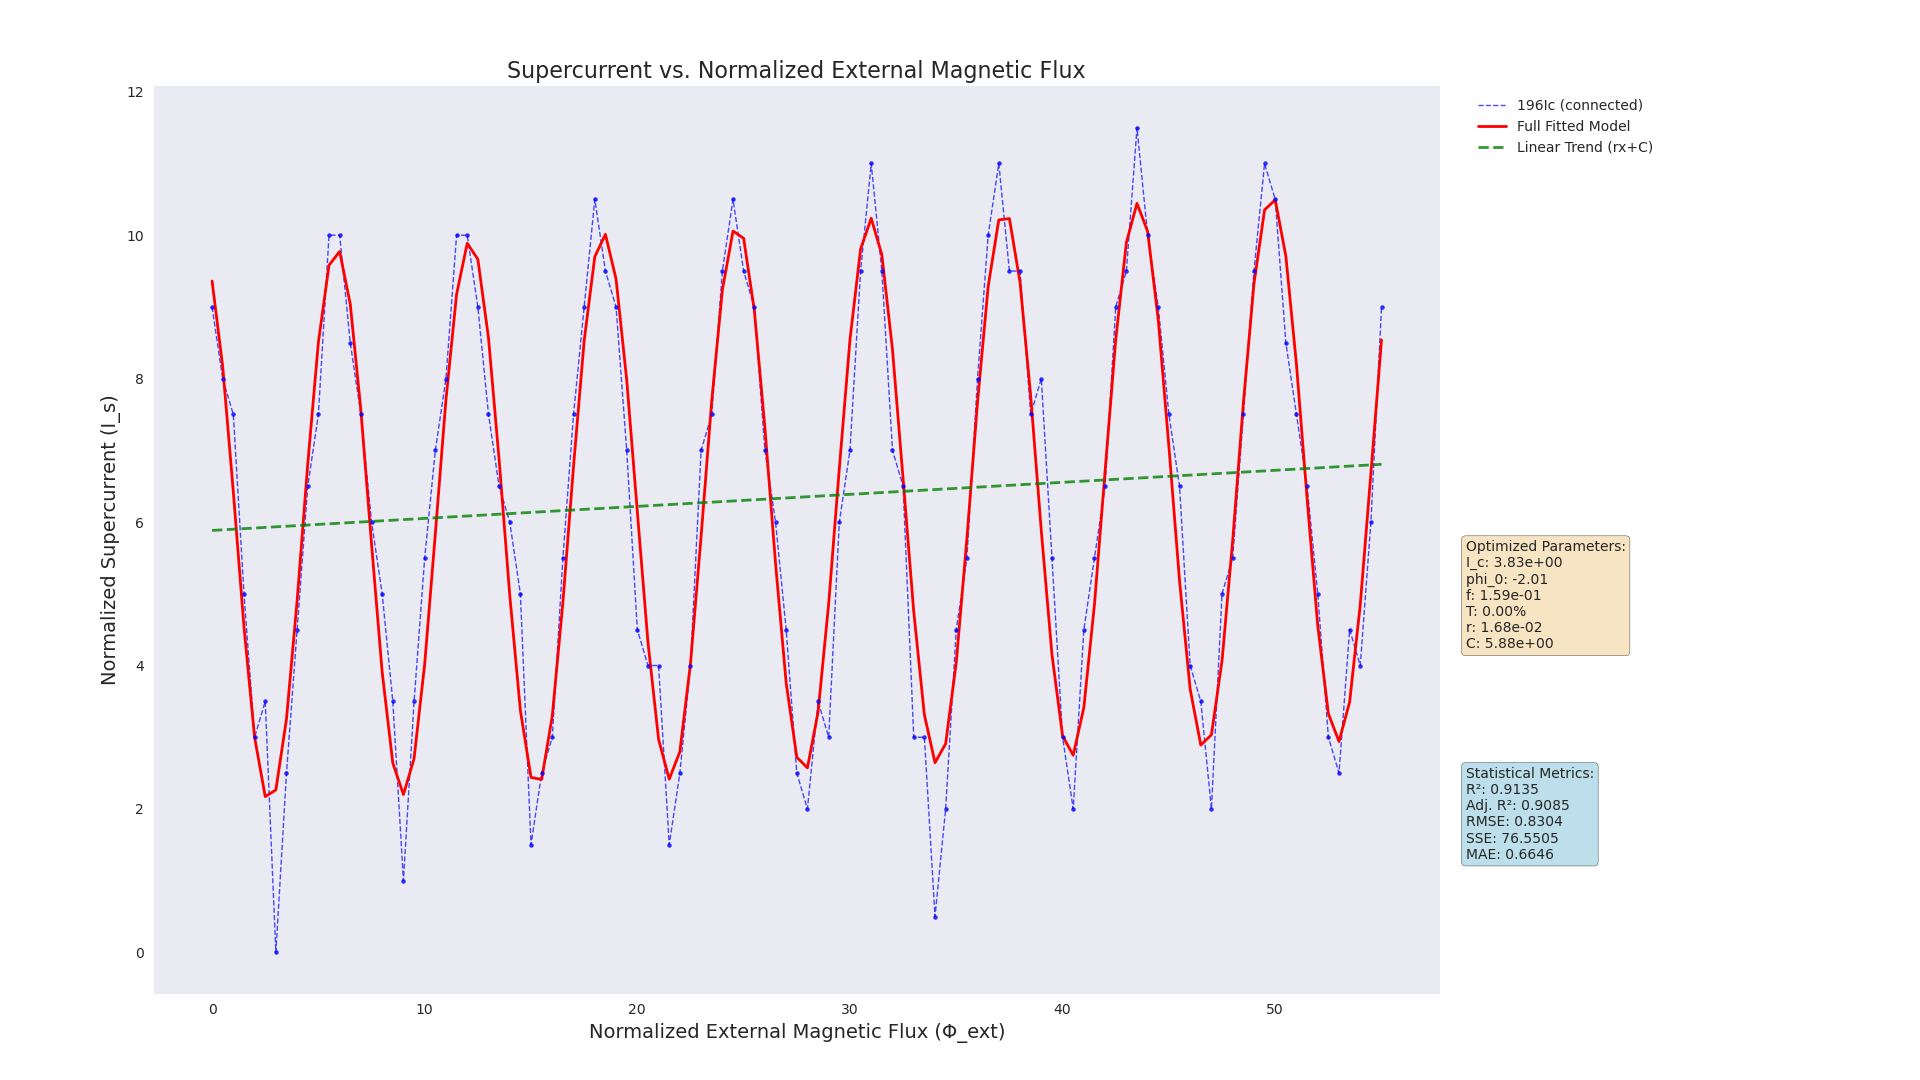 Supercurrent vs. Normalized External Magnetic Flux
Normalized Supercurrent (I_s)
12
10
8
6
4
2
0
0 10 20 30 40 50
Normalized External Magnetic Flux (Φ_ext)
196Ic (connected)
Full Fitted Model
Linear Trend (rx+C)
Optimized Parameters:
I_c: 3.83e+00
phi_0: -2.01
f: 1.59e-01
T: 0.00%
r: 1.68e-02
C: 5.88e+00
Statistical Metrics:
R²: 0.9135
Adj. R²: 0.9085
RMSE: 0.8304
SSE: 76.5505
MAE: 0.6646